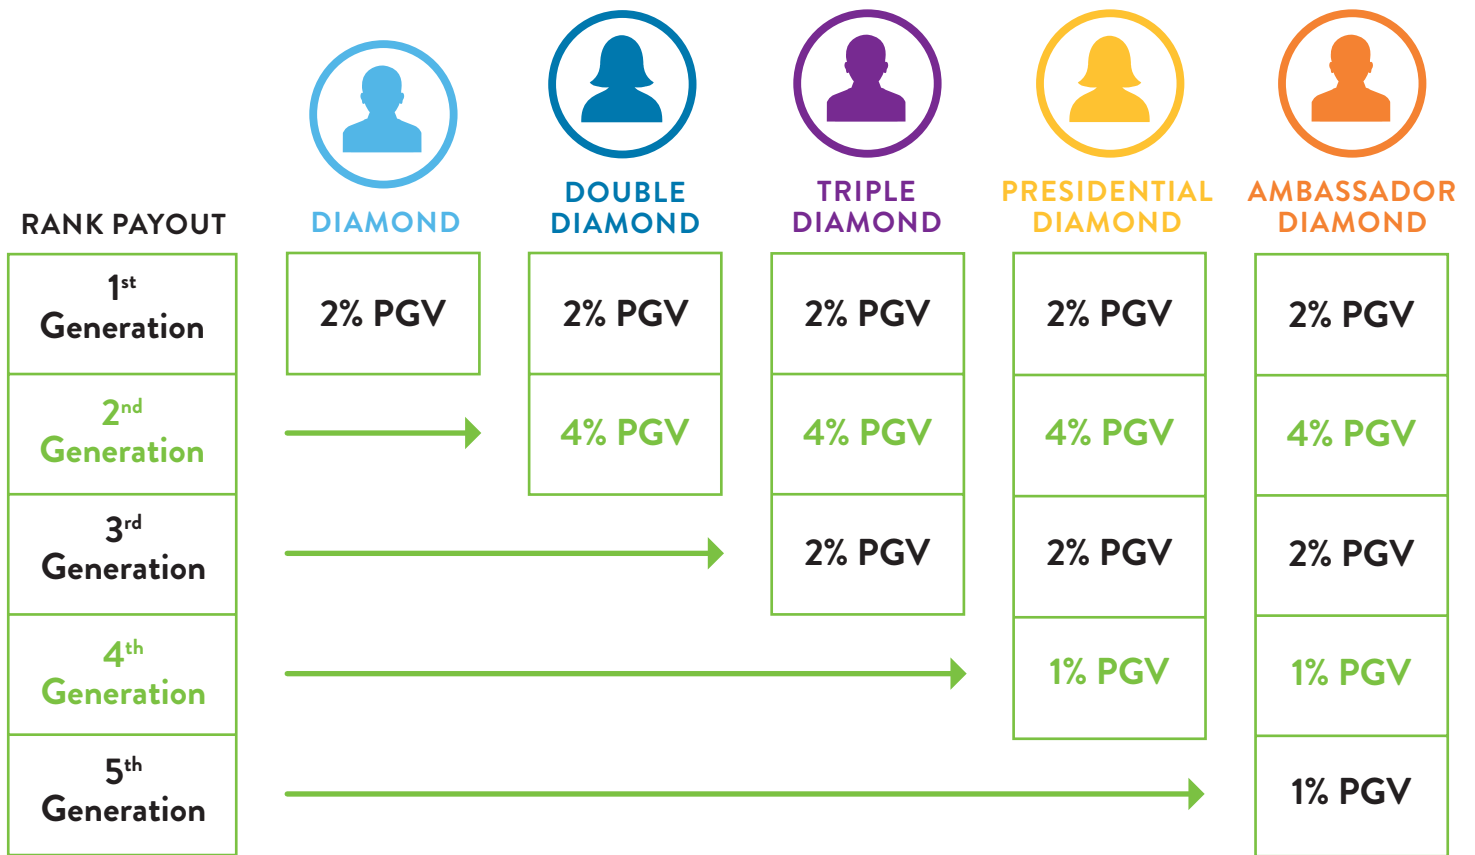 RANK PAYOUT
DIAMOND
DOUBLE
DIAMOND
TRIPLE
DIAMOND
PRESIDENTIAL
DIAMOND
AMBASSADOR
DIAMOND
1st
Generation
2% PGV
2% PGV
2% PGV
2% PGV
2% PGV
2nd
Generation
4% PGV
4% PGV
4% PGV
4% PGV
3rd
Generation
2% PGV
2% PGV
2% PGV
4th
Generation
1% PGV
1% PGV
5th
Generation
1% PGV